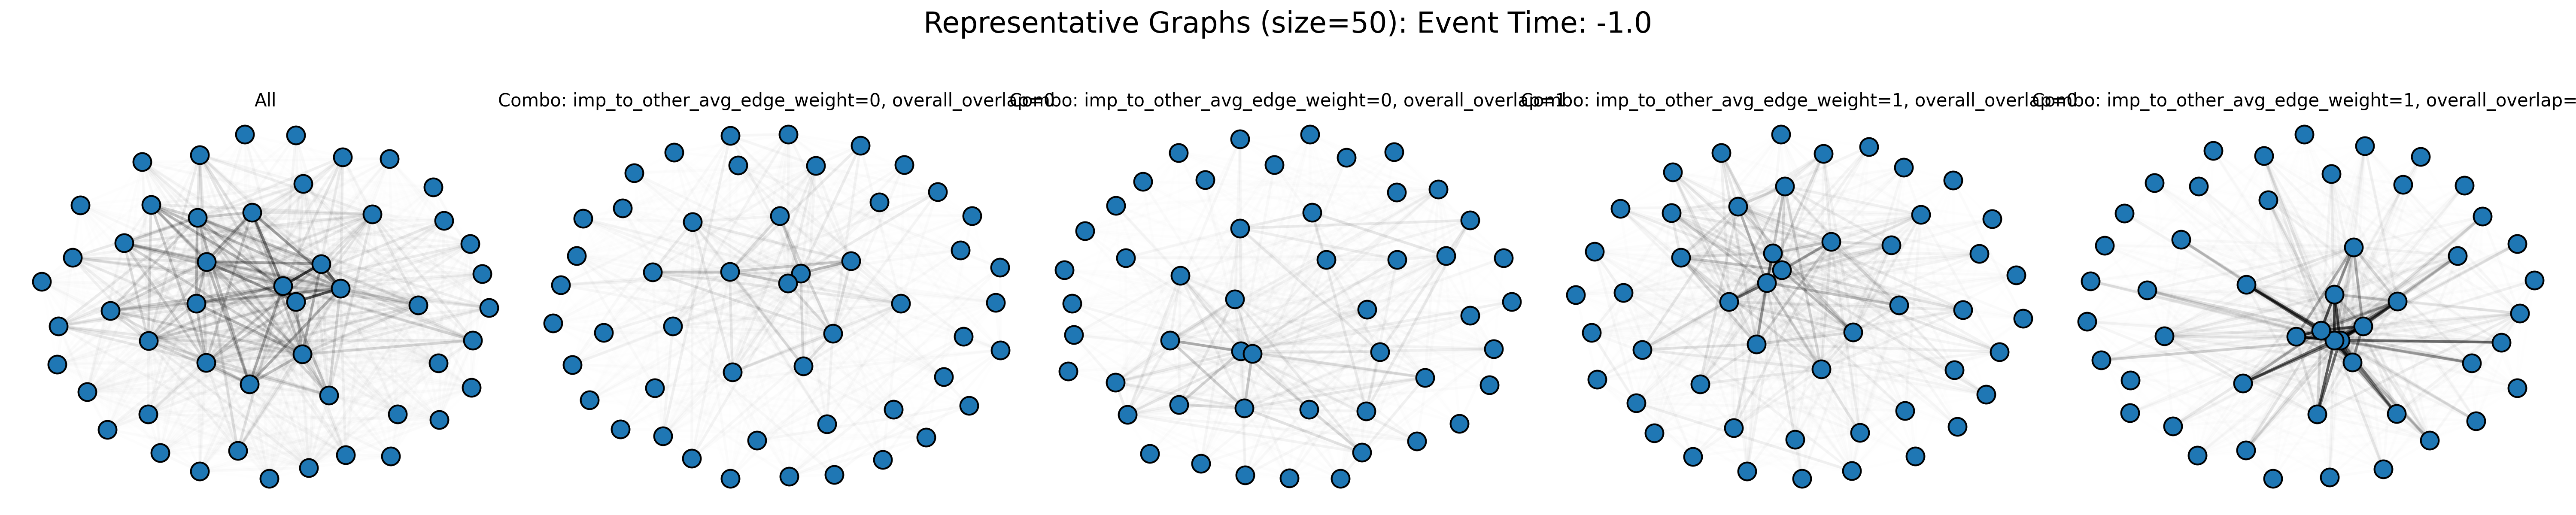 Representative Graphs (size=50): Event Time: -1.0
All
Combo: imp_to_other_avg_edge_weight=0, overall_overlap=0
Combo: imp_to_other_avg_edge_weight=0, overall_overlap=1
Combo: imp_to_other_avg_edge_weight=1, overall_overlap=0
Combo: imp_to_other_avg_edge_weight=1, overall_overlap=